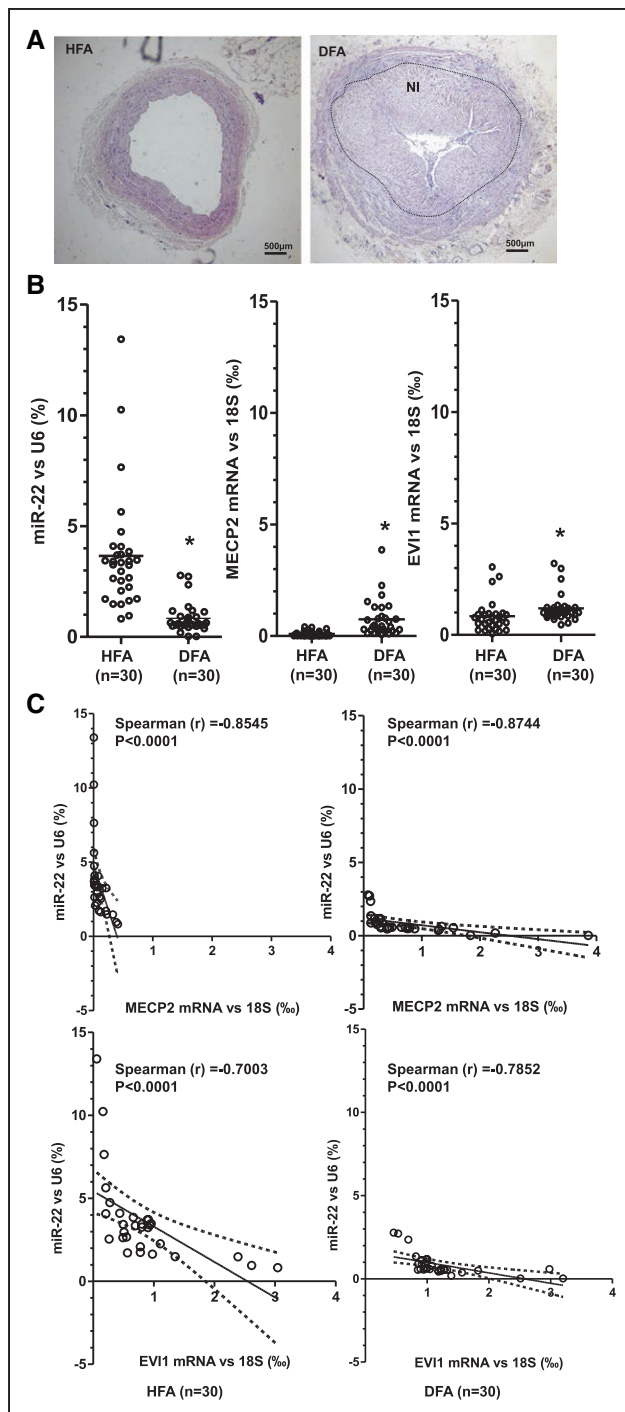 A
HFA
500μm
DFA
NI
500μm
B
miR-22 vs U6 (%)
15
10
5
0
HFA
(n=30)
DFA
(n=30)
*
MECP2 mRNA vs 18S (‰)
15
10
5
0
HFA
(n=30)
DFA
(n=30)
*
EVI1 mRNA vs 18S (‰)
15
10
5
0
HFA
(n=30)
DFA
(n=30)
*
C
Spearman (r) =-0.8545
P<0.0001
miR-22 vs U6 (%)
15
10
5
0
-5
1
2
3
4
MECP2 mRNA vs 18S (‰)
Spearman (r) =-0.8744
P<0.0001
miR-22 vs U6 (%)
15
10
5
0
-5
1
2
3
4
MECP2 mRNA vs 18S (‰)
Spearman (r) =-0.7003
P<0.0001
miR-22 vs U6 (%)
15
10
5
0
-5
1
2
3
4
EVI1 mRNA vs 18S (‰)
HFA (n=30)
Spearman (r) =-0.7852
P<0.0001
miR-22 vs U6 (%)
15
10
5
0
-5
1
2
3
4
EVI1 mRNA vs 18S (‰)
DFA (n=30)